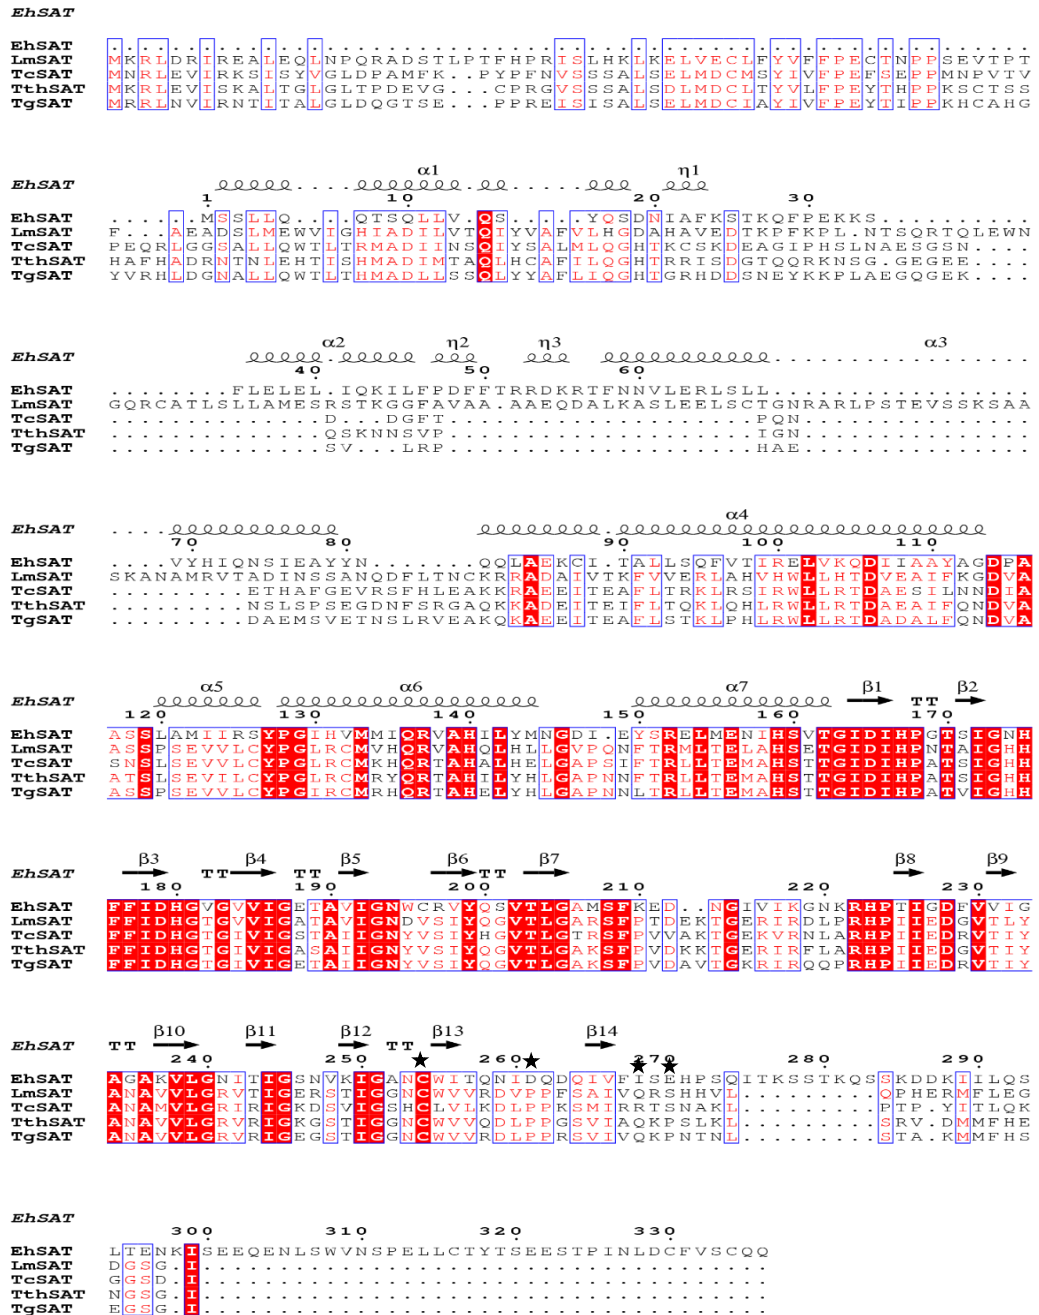 EhSAT
EhSAT ............................................................
LmSAT MKRLDRIREALEQLNPQRADSTLPTFHPRISLHKLKELVECLFYVFFPECTNPPSEVTPT
TcSAT MNRLEVIRKSISYVGLDPAMFK..PYPFNVSSSALSELMDCMSYIVFPEFSEPPMNPVTV
TthSAT MKRLEVISKALTGLGLTPDEVG...CPRGVSSSALSDLMDCLTYVLFPEYTHPPKSCTSS
TgSAT MRRLNVIRNTITALGLDQGTSE...PPREISISALSELMDCIAYIVFPEYTIPPKHCAHG
α1 η1
EhSAT
1 10 20 30
EhSAT ......MSSLLQ....QTSQLLV.QS....YQSDNIAFKSTKQFPEKKS..........
LmSAT F...AEADSLMEWVIGHIADILVTQIYVAFVLHGDAHAVEDTKPFKPL.NTSQRTQLEWN
TcSAT PEQRLGGSALLQWTLTRMADIINSQIYSALMLQGHTKCSKDEAGIPHSLNAESGSN....
TthSAT HAFHADRNTNLEHTISHMADIMTAQLHCAFILQGHTRRISDGTQQRKNSG.GEGEE....
TgSAT YVRHLDGNALLQWTLTHMADLLSSQLYYAFLIQGHTGRHDDSNEYKKPLAEGQGEK....
α2 η2 η3 α3
EhSAT
40 50 60
EhSAT ........FLELEL.IQKILFPDFFTRRDKRTFNNVLERLSLL.................
LmSAT GQRCATLSLLAMESRSTKGGFAVAA.AAEQDALKASLEELSCTGNRARLPSTEVSSKSAA
TcSAT ..............D..DGFT....................PQN................
TthSAT ..............QSKNNSVP....................IGN...............
TgSAT ..............SV...LRP....................HAE...............
α4
EhSAT
70 80 90 100 110
EhSAT ....VYHIQNSIEAYYN.......QQLAEKCI.TALLSQFVTIRELVKQDIIAAYAGDPA
LmSAT SKANAMRVTADINSSANQDFLTNCKRRADAIVTKFVVERLAHVHWLLHTDVEAIFKGDVA
TcSAT .........ETHAFGEVRSFHLEAKKRAEEITEAFLTRKLRSIRWLLRTDAESILNNDIA
TthSAT .........NSLSPSEGDNFSRGAQKKADEITEIFLTQKLQHLRWLLRTDAEAIFQNDVA
TgSAT .........DAEMSVETNSLRVEAKQKAEEITEAFLSTKLPHLRWLLRTDADALFQNDVA
α5 α6 α7 β1 β2
EhSAT TT
120 130 140 150 160 170
EhSAT ASSLAMIIRSYPGIHVMMIQRVAHILYMNGDI.EYSRELMENIHSVTGIDIHPGTSIGNH
LmSAT ASSPSEVVLCYPGLRCMVHQRVAHQLHLLGVPQNFTRMLTELAHSETGIDIHPNTAIGHH
TcSAT SNSLSEVVLCYPGLRCMKHQRTAHALHELGAPSIFTRLLTEMAHSTTGIDIHPATSIGHH
TthSAT ATSLSEVILCYPGLRCMRYQRTAHILYHLGAPNNFTRLLTEMAHSTTGIDIHPATSIGHH
TgSAT ASSPSEVVLCYPGIRCMRHQRTAHELYHLGAPNNLTRLLTEMAHSTTGIDIHPATVIGHH
β3 β4 β5 β6 β7 β8 β9
EhSAT TT TT TT
180 190 200 210 220 230
EhSAT FFIDHGVGVVIGETAVIGNWCRVYQSVTLGAMSFKED..NGIVIKGNKRHPTIGDFVVIG
LmSAT FFIDHGTGVVIGATAVIGNDVSIYQGVTLGARSFPTDEKTGERIRDLPRHPIIEDGVTLY
TcSAT FFIDHGTGIVIGSTAIIGNYVSIYHGVTLGTRSFPVVAKTGEKVRNLARHPIIEDRVTIY
TthSAT FFIDHGTGIVIGASAIIGNYVSIYQGVTLGAKSFPVDKKTGERIRFLARHPIIEDGVTIY
TgSAT FFIDHGTGIVIGETAIIGNYVSIYQGVTLGAKSFPVDAVTGKRIRQQPRHPIIEDRVTIY
β10 β11 β12 β13 β14
EhSAT TT TT
240 250 260 ★ 270 280 290
EhSAT AGAKVLGNITIGSNVKIGANCWITQNIDQDQIVFISEHPSQITKSSTKQSSKDDKIILQS
LmSAT ANAVVLGRVRIGERSTIGGNCWVVRDVPPFSAIVQRSHHVL.........QPHERMFLEG
TcSAT ANAMVLGRIRIGKDSVIGSHCLVLKDLPPKSMIRRTSNAKL.........PTP.YITLQK
TthSAT ANAVVLGRVRIGKGSTIGGNCWVVQDLPPGSVIAQKPSLKL.........SRV.DMMFHE
TgSAT ANAVVLGRVRIGEGSTIGGNCWVVRDLPPRSVIVQKPNTNL.........STA.KMMFHS
EhSAT
300 310 320 330
EhSAT LTENKISEEQENLSWVNSPELLCTYTSEESTPINLDCFVSCQQ
LmSAT DGSG.I.....................................
TcSAT GGSD.I.....................................
TthSAT NGSG.I.....................................
TgSAT EGSG.I.....................................